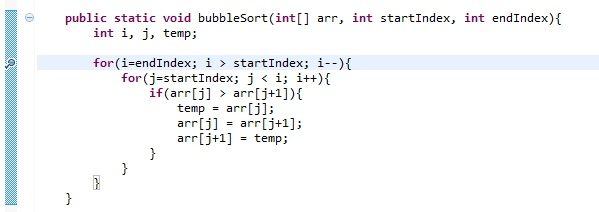 public static void bubbleSort(int[] arr, int startIndex, int endIndex){
int i, j, temp;
for(i=endIndex; i > startIndex; i--){
for(j=startIndex; j < i; i++){
if(arr[j] > arr[j+1]){
temp = arr[j];
arr[j] = arr[j+1];
arr[j+1] = temp;
}
}
}
}